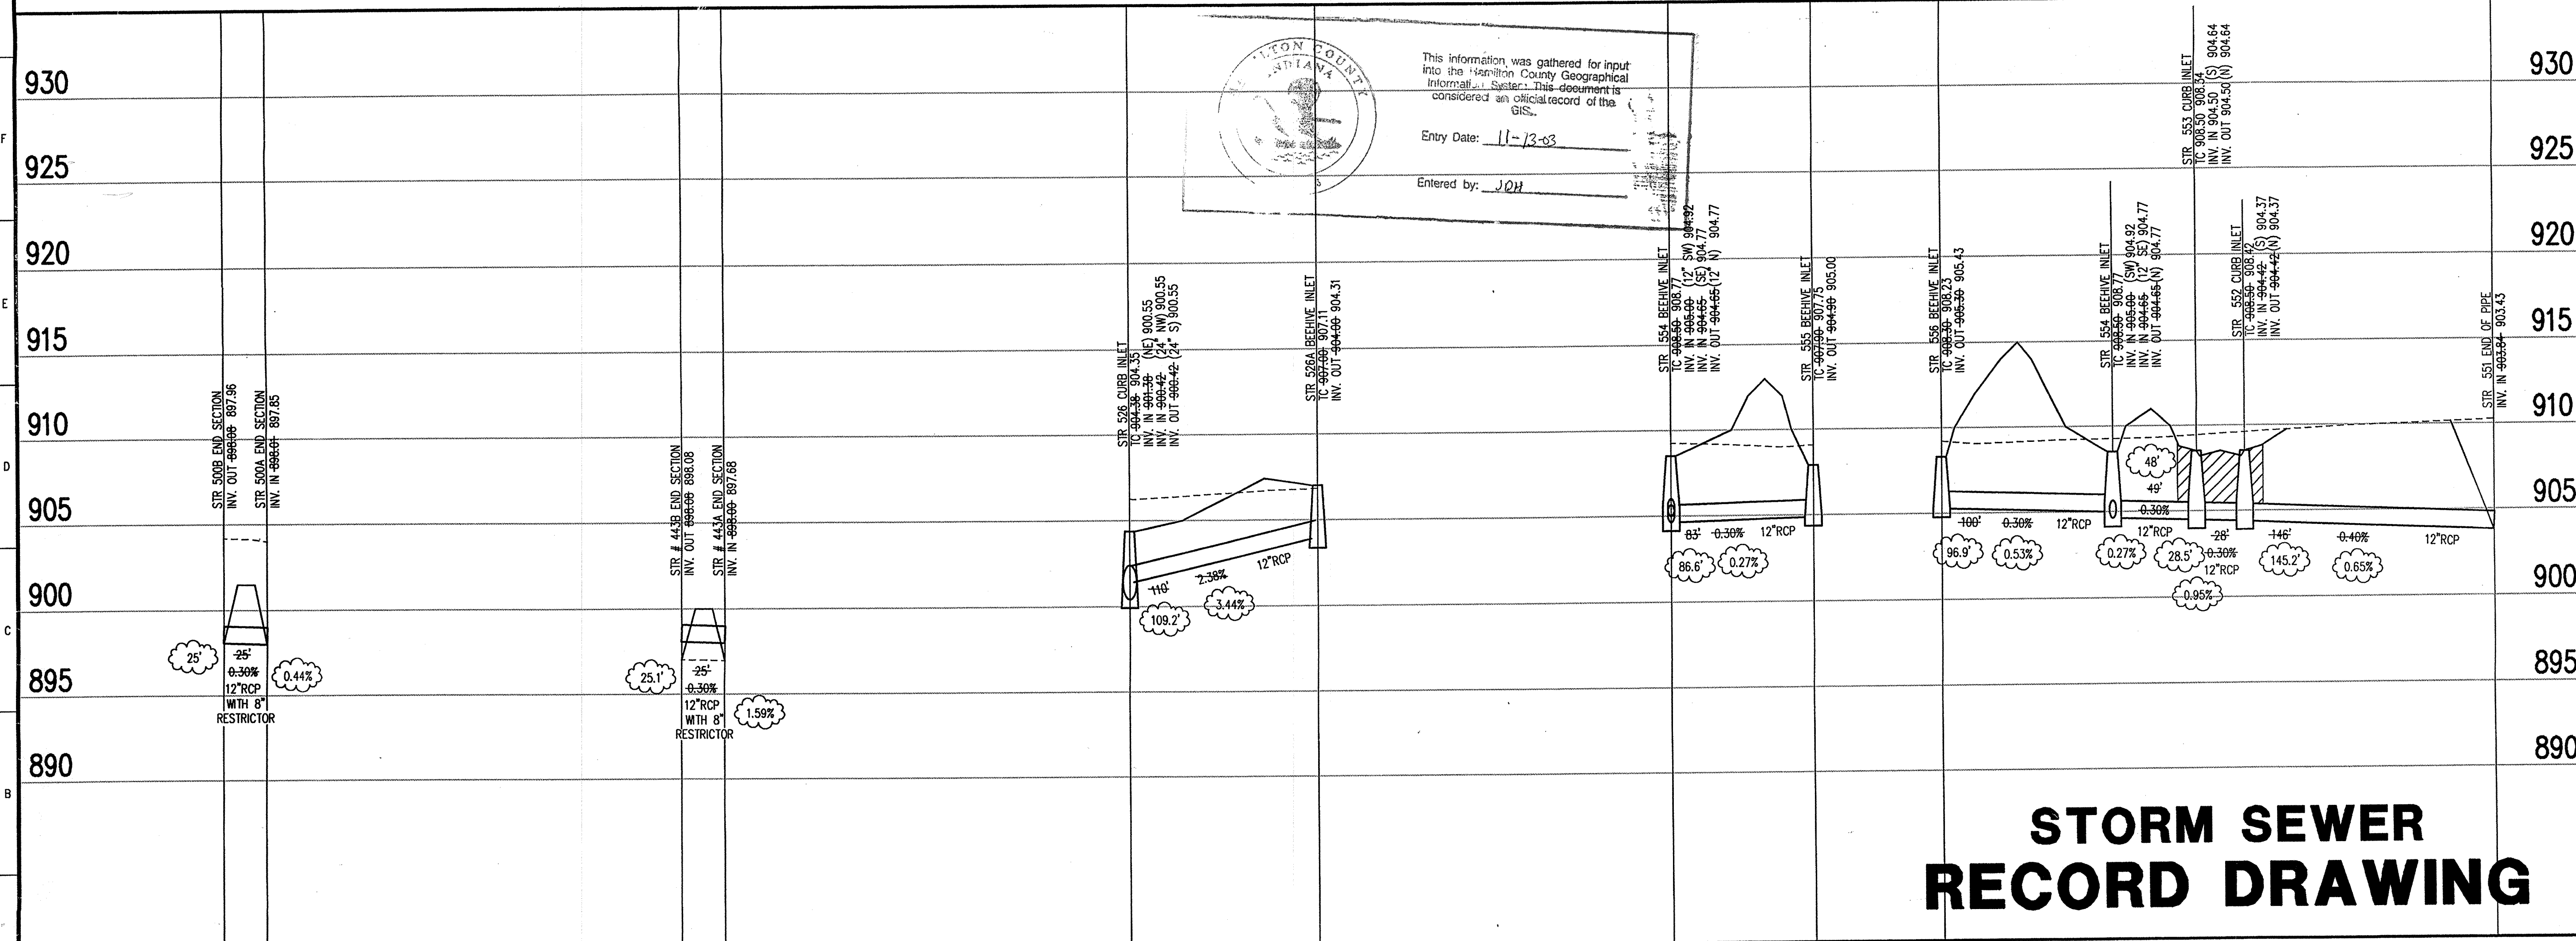 930
925
920
915
910
905
900
895
890
F
E
D
C
B
930
925
920
915
910
905
900
895
890
LTON COUNTY
INDIANA
This information was gathered for input
into the Hamilton County Geographical
Information System. This document is
considered an official record of the
GIS.
Entry Date: 11-13-03
Entered by: JDH
STR 500B END SECTION
INV. OUT 898.08 897.96
STR 500A END SECTION
INV. IN 898.01 897.85
25'
25'
0.30%
0.44%
12"RCP
WITH 8"
RESTRICTOR
STR # 443B END SECTION
INV. OUT 898.08 898.08
STR # 443A END SECTION
INV. IN 898.00 897.68
25.1'
25'
0.30%
1.59%
12"RCP
WITH 8"
RESTRICTOR
STR 526 CURB INLET
TC 904.38 904.35
INV. IN 901.38 (NE) 900.55
INV. IN 900.42 (24" NW) 900.55
INV. OUT 900.42 (24" S) 900.55
STR 526A BEEHIVE INLET
TC 907.00 907.11
INV. OUT 904.00 904.31
110'
2.38%
12"RCP
109.2'
3.44%
STR 554 BEEHIVE INLET
TC 908.50 908.77
INV. IN 905.00 (12" SW) 904.92
INV. IN 904.65 (SE) 904.77
INV. OUT 904.65 (12" N) 904.77
STR 555 BEEHIVE INLET
TC 907.90 907.75
INV. OUT 904.90 905.00
83'
0.30%
12"RCP
86.6'
0.27%
STR 556 BEEHIVE INLET
TC 908.30 908.23
INV. OUT 905.30 905.43
STR 554 BEEHIVE INLET
TC 908.50 908.77
INV. IN 905.00 (SW) 904.92
INV. IN 904.65 (12" SE) 904.77
INV. OUT 904.65 (N) 904.77
STR 553 CURB INLET
TC 908.50 908.34
INV. IN 904.50 (S) 904.64
INV. OUT 904.50 (N) 904.64
STR 552 CURB INLET
TC 908.50 908.42
INV. IN 904.42 (S) 904.37
INV. OUT 904.42 (N) 904.37
STR 551 END OF PIPE
INV. IN 903.84 903.43
100'
0.30%
12"RCP
96.9'
0.53%
48'
49'
0.30%
12"RCP
0.27%
28.5'
28'
0.30%
12"RCP
0.95%
146'
0.40%
12"RCP
145.2'
0.65%
STORM SEWER
RECORD DRAWING